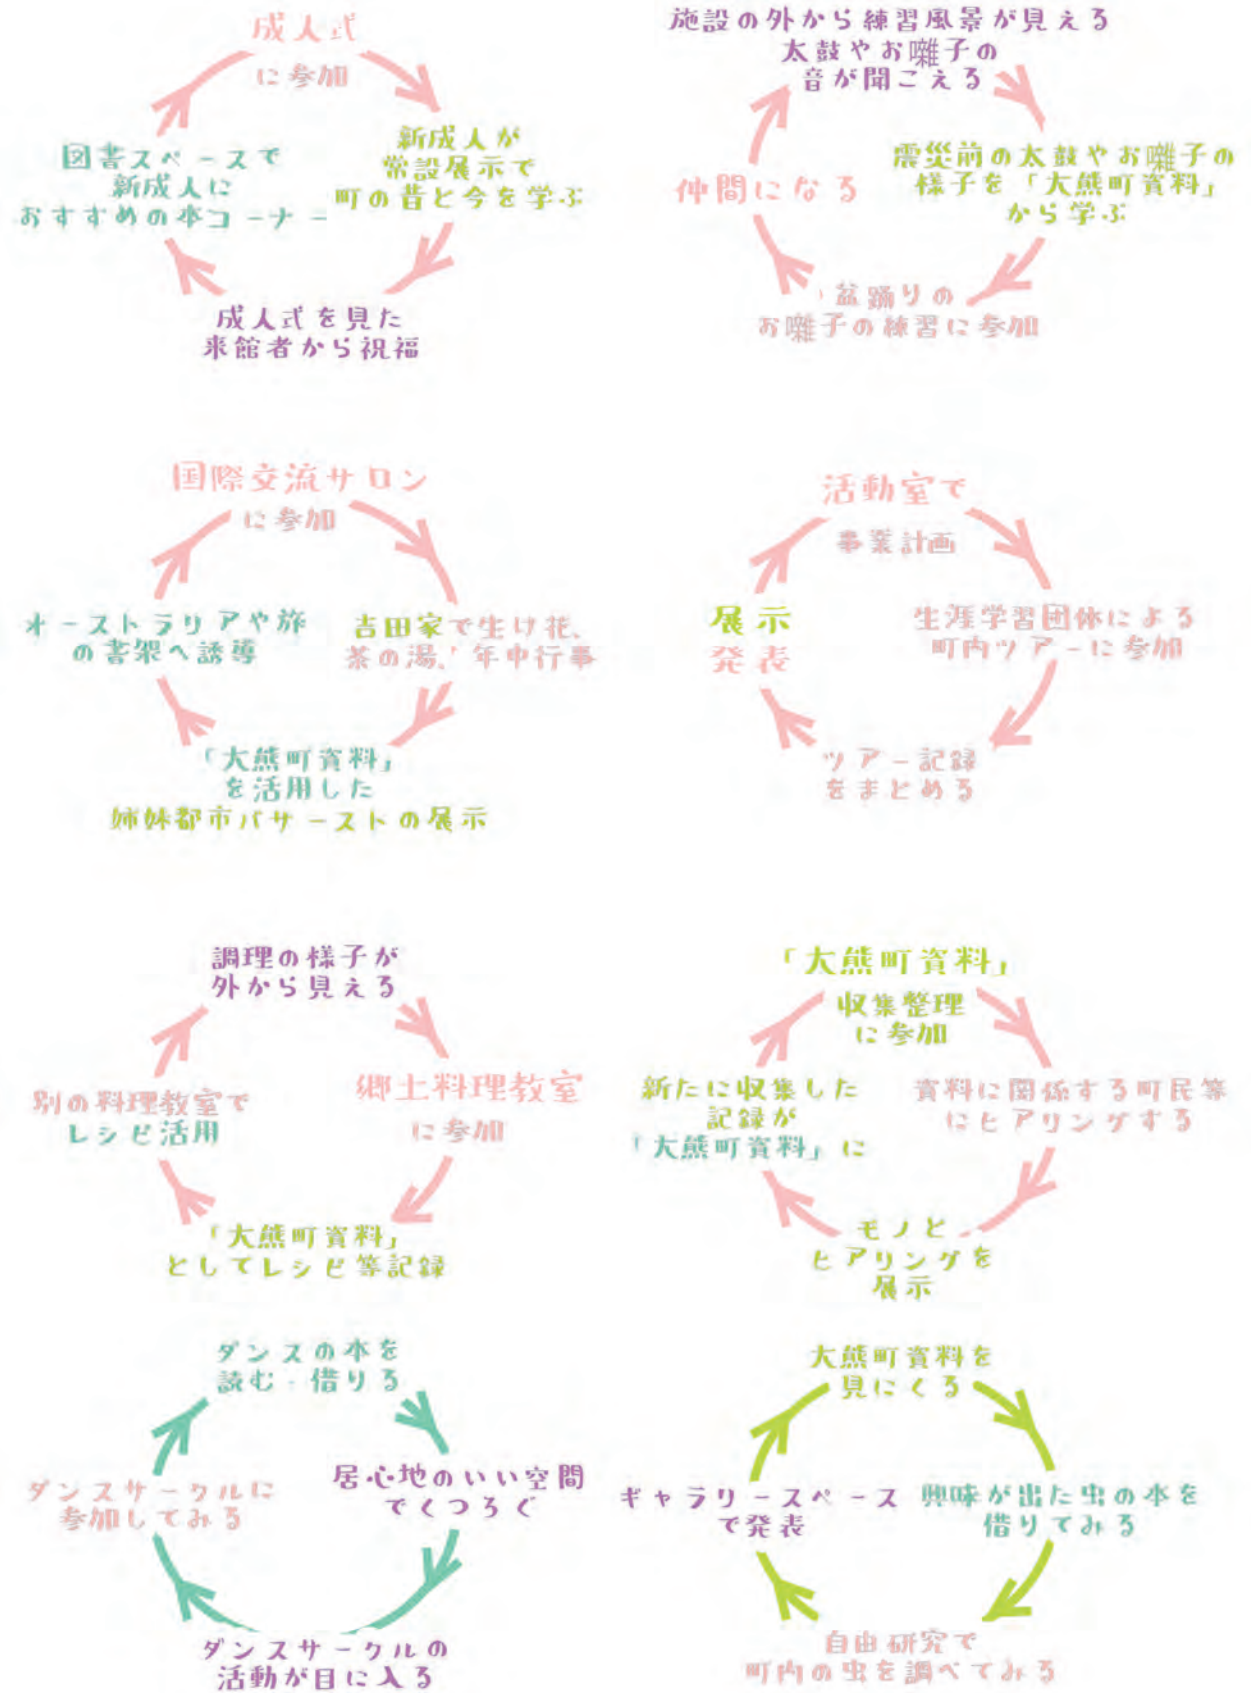 成人式
に参加
新成人が
常設展示で
町の昔と今を学ぶ
成人式を見た
来館者から祝福
図書スペースで
新成人に
おすすめの本コーナー
施設の外から練習風景が見える
太鼓やお囃子の
音が聞こえる
震災前の太鼓やお囃子の
様子を「大熊町資料」
から学ぶ
盆踊りの
お囃子の練習に参加
仲間になる
国際交流サロン
に参加
吉田家で生け花、
茶の湯、年中行事
「大熊町資料」
を活用した
姉妹都市バサーストの展示
オーストラリアや旅
の書架へ誘導
活動室で
事業計画
生涯学習団体による
町内ツアーに参加
ツアー記録
をまとめる
展示
発表
調理の様子が
外から見える
郷土料理教室
に参加
「大熊町資料」
としてレシピ等記録
別の料理教室で
レシピ活用
「大熊町資料」
収集整理
に参加
資料に関係する町民等
にヒアリングする
モノと
ヒアリングを
展示
新たに収集した
記録が
「大熊町資料」に
ダンスの本を
読む・借りる
居心地のいい空間
でくつろぐ
ダンスサークルの
活動が目に入る
ダンスサークルに
参加してみる
大熊町資料を
見にくる
興味が出た虫の本を
借りてみる
自由研究で
町内の虫を調べてみる
ギャラリースペース
で発表